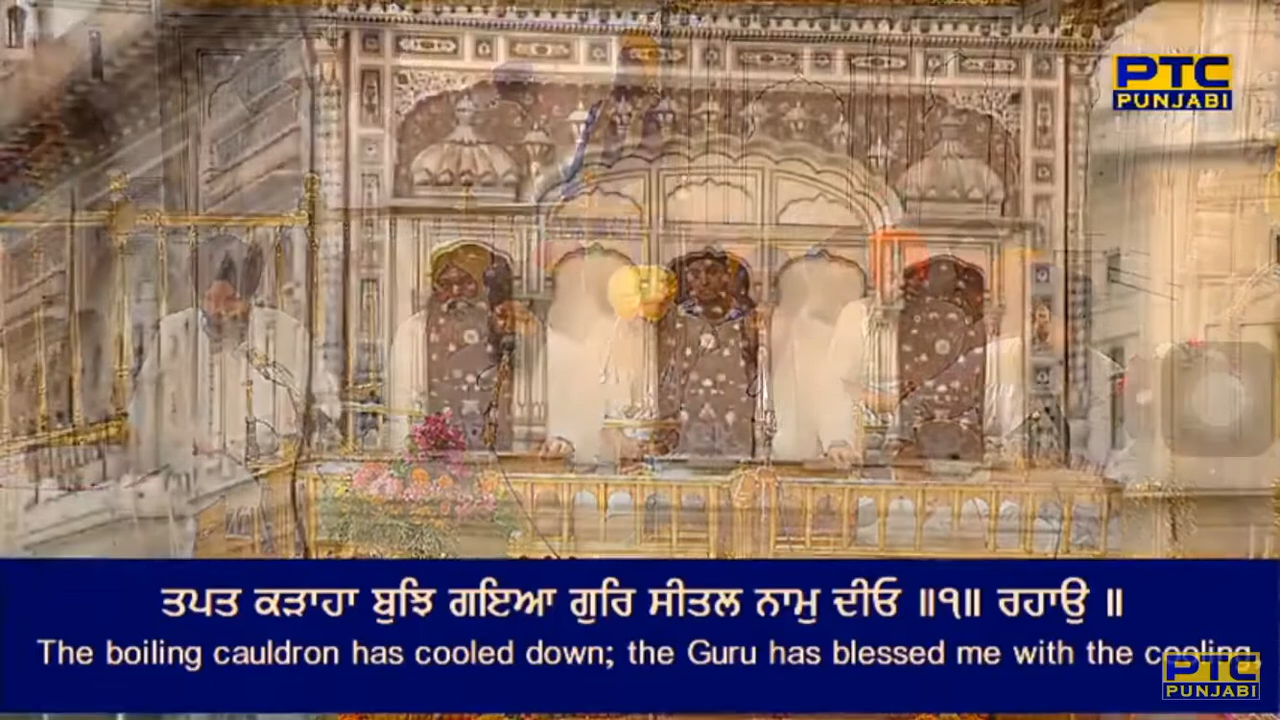 PTC
PUNJABI
ਤਪਤ ਕੜਾਹਾ ਬੁਝਿ ਗਇਆ ਗੁਰਿ ਸੀਤਲ ਨਾਮੁ ਦੀਓ ॥੧॥ ਰਹਾਉ ॥
The boiling cauldron has cooled down; the Guru has blessed me with the cooling,
PTC
PUNJABI